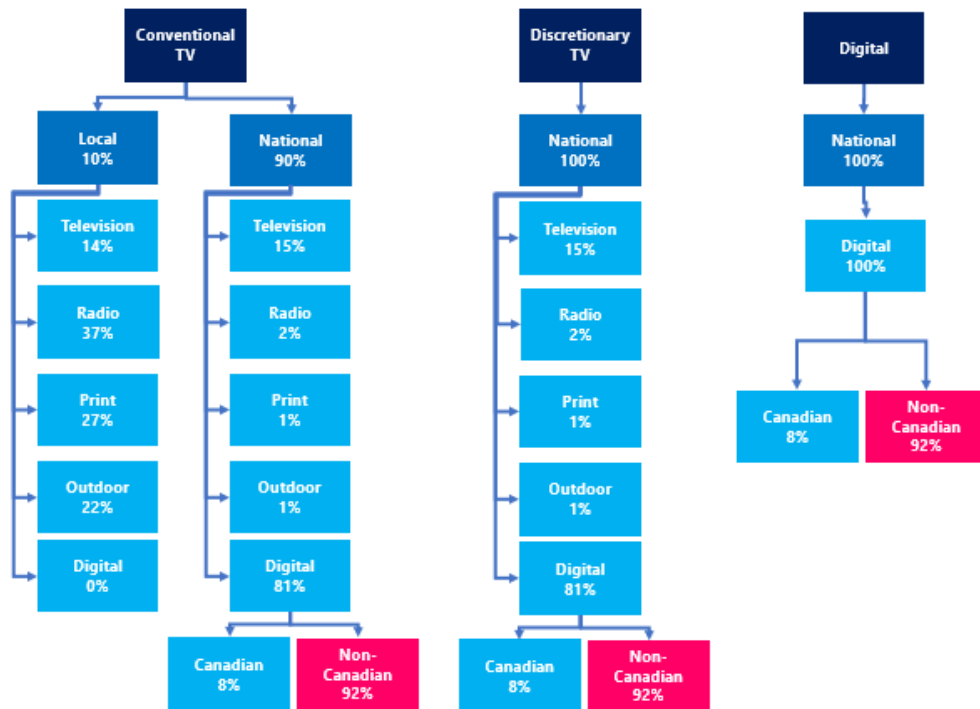 Conventional
TV
Discretionary
TV
Digital
Local
10%
National
90%
National
100%
National
100%
Television
14%
Television
15%
Television
15%
Digital
100%
Radio
37%
Radio
2%
Radio
2%
Print
27%
Print
1%
Print
1%
Canadian
8%
Non-
Canadian
92%
Outdoor
22%
Outdoor
1%
Outdoor
1%
Digital
0%
Digital
81%
Digital
81%
Canadian
8%
Non-
Canadian
92%
Canadian
8%
Non-
Canadian
92%